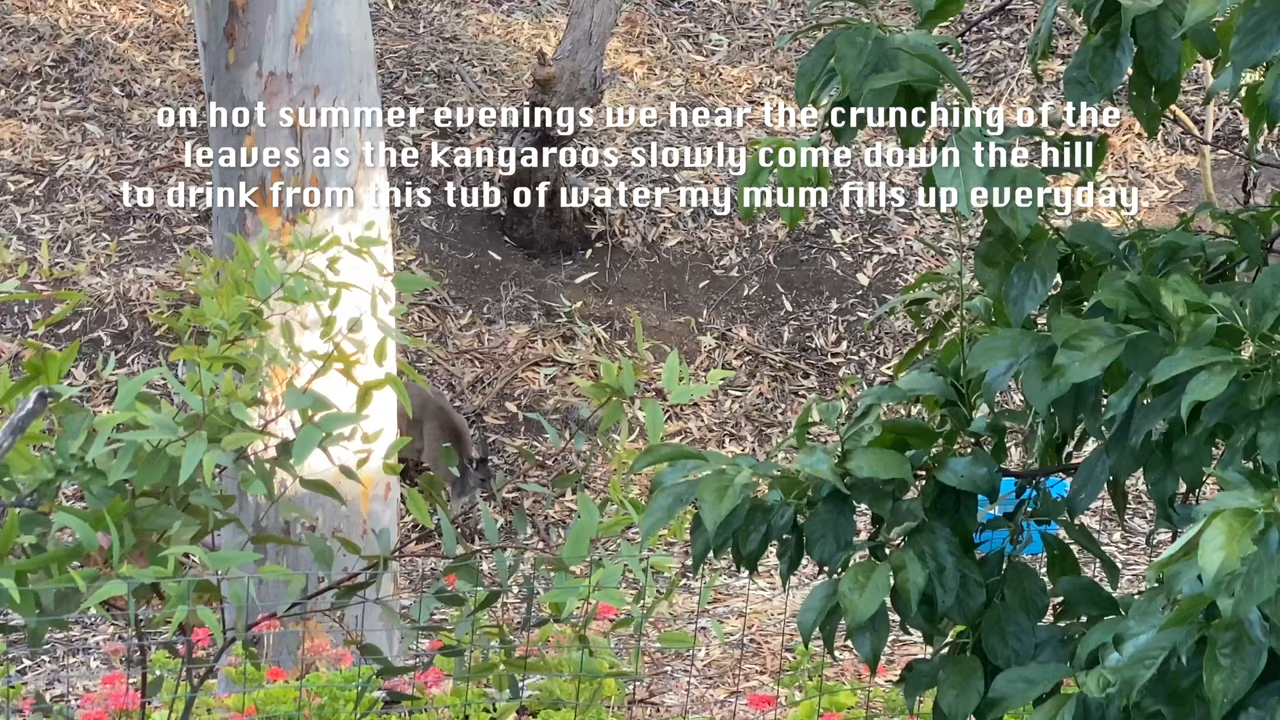 on hot summer evenings we hear the crunching of the
leaves as the kangaroos slowly come down the hill
to drink from this tub of water my mum fills up everyday.